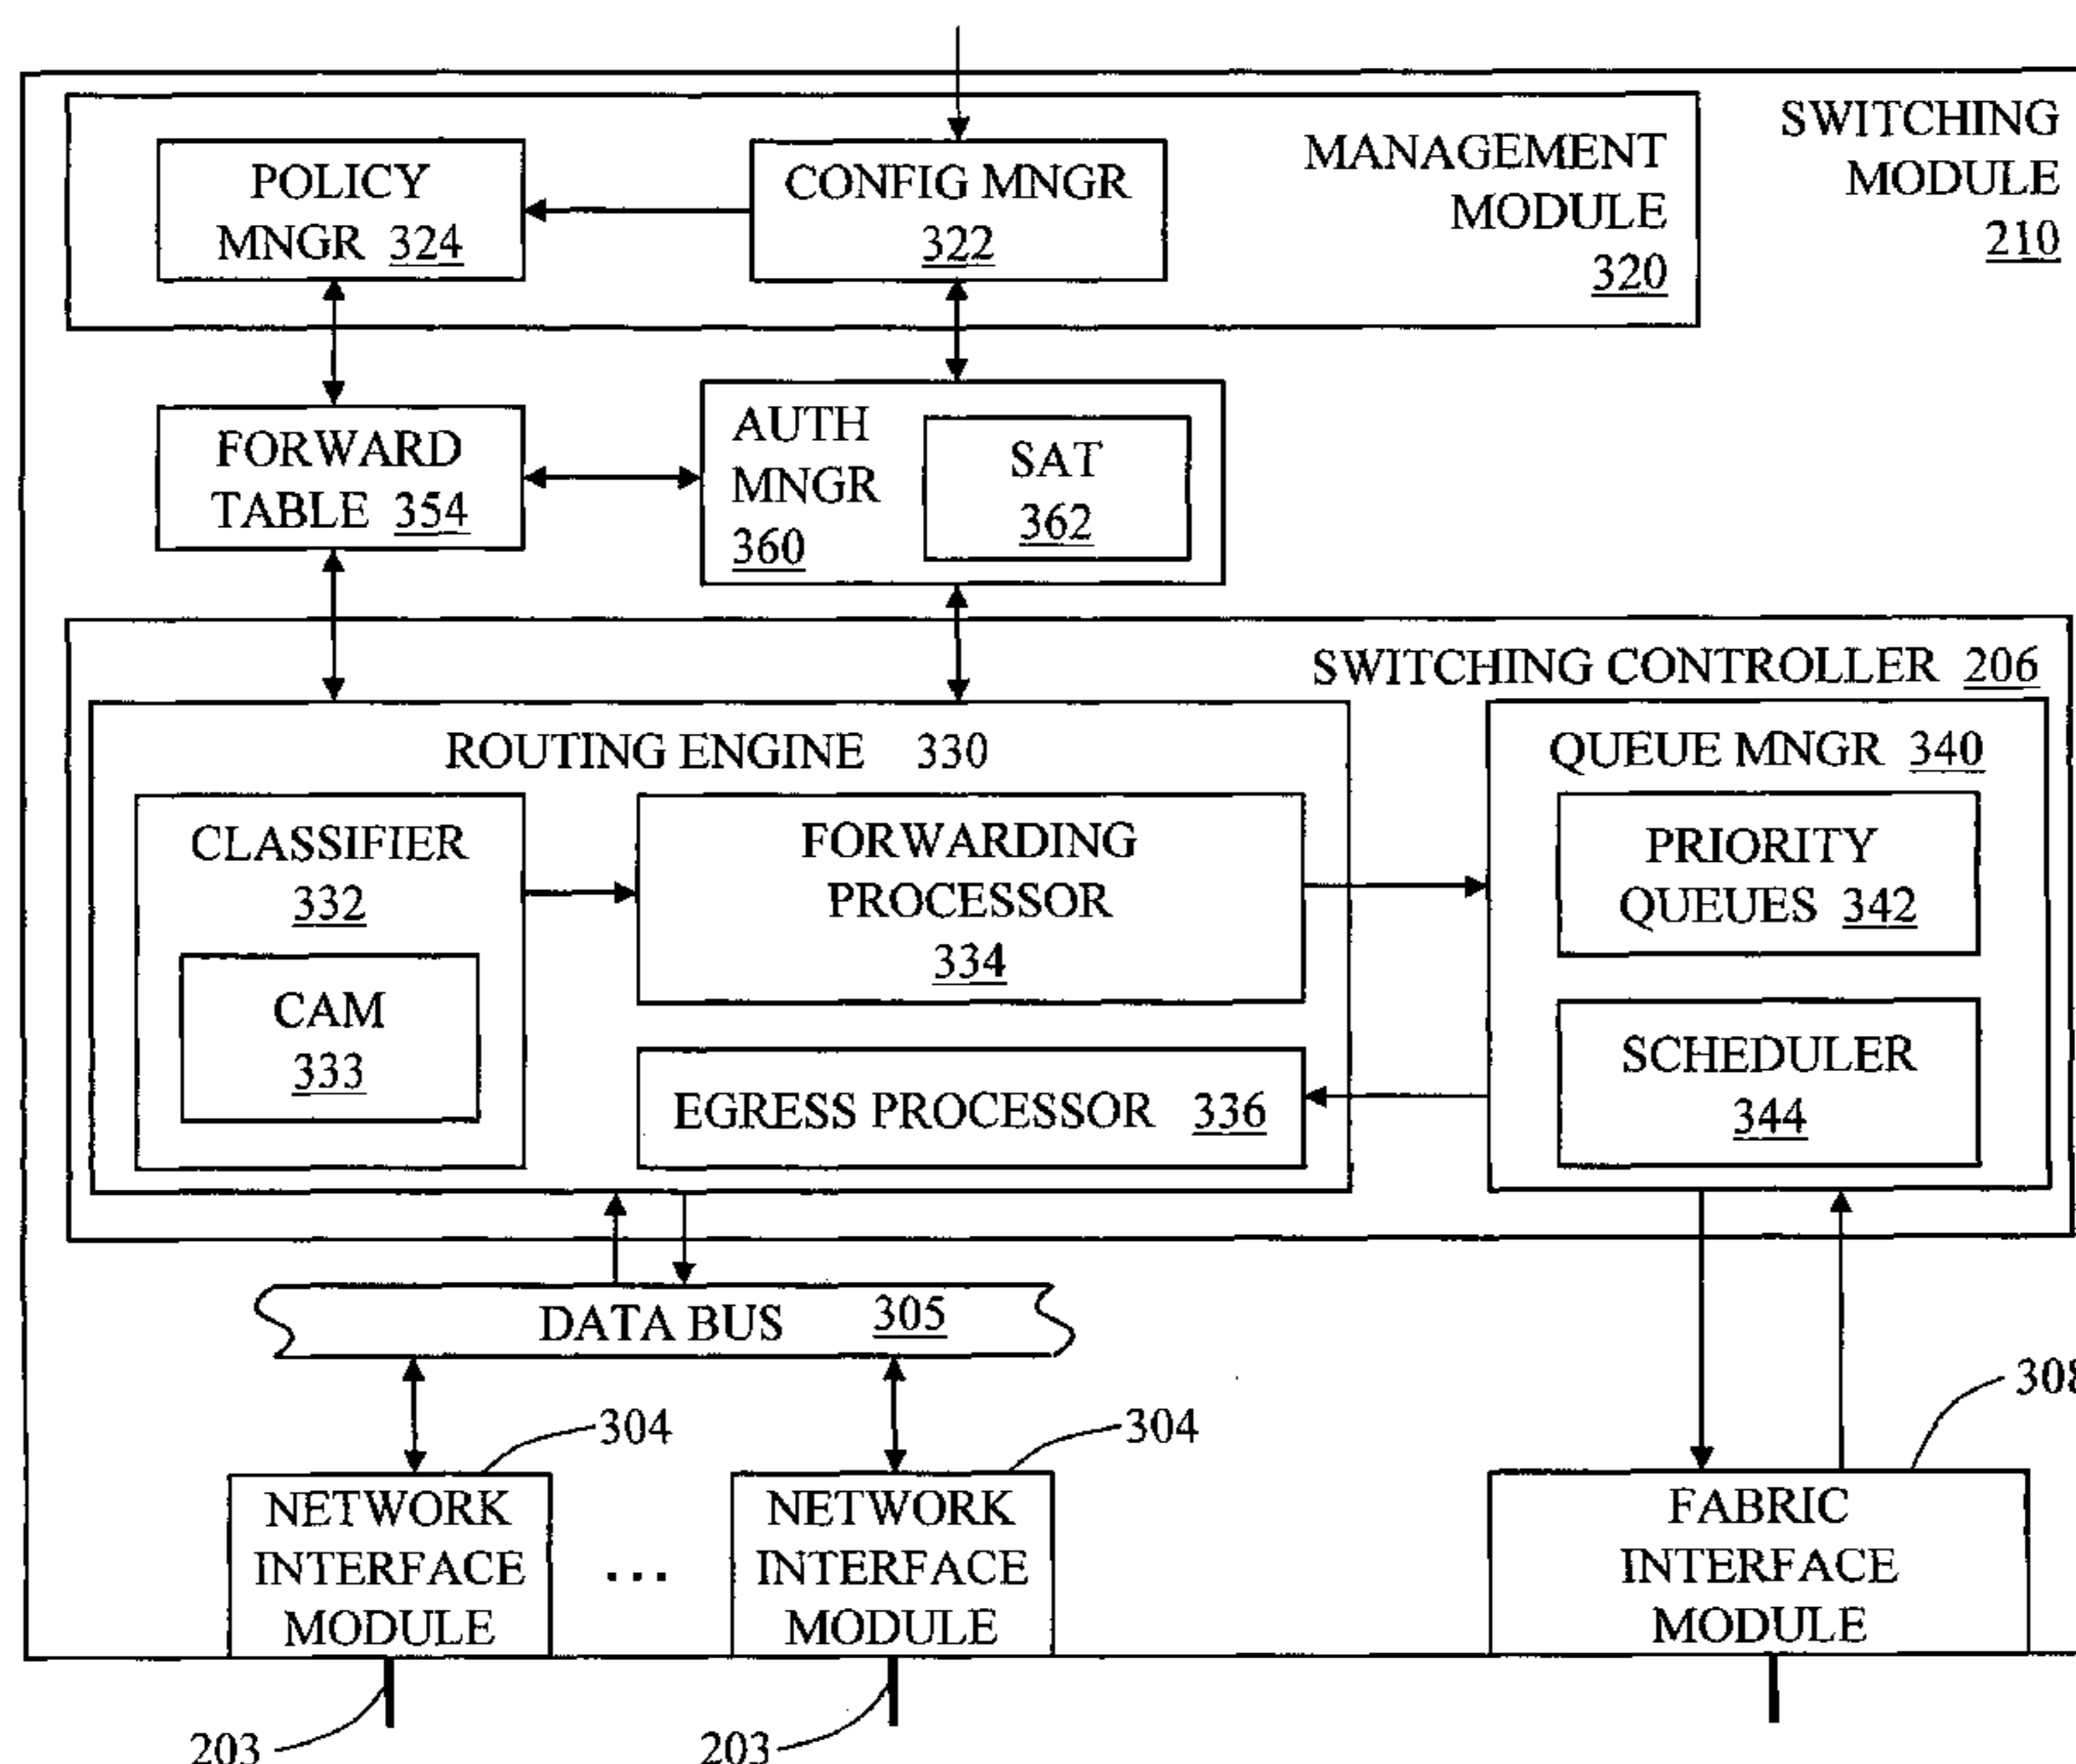 SWITCHING
MODULE
210
MANAGEMENT
MODULE
320
POLICY
MNGR 324
CONFIG MNGR
322
FORWARD
TABLE 354
AUTH
MNGR
360
SAT
362
SWITCHING CONTROLLER 206
ROUTING ENGINE 330
QUEUE MNGR 340
CLASSIFIER
332
CAM
333
FORWARDING
PROCESSOR
334
EGRESS PROCESSOR 336
PRIORITY
QUEUES 342
SCHEDULER
344
DATA BUS 305
304
304
308
NETWORK
INTERFACE
MODULE
...
NETWORK
INTERFACE
MODULE
FABRIC
INTERFACE
MODULE
203
203